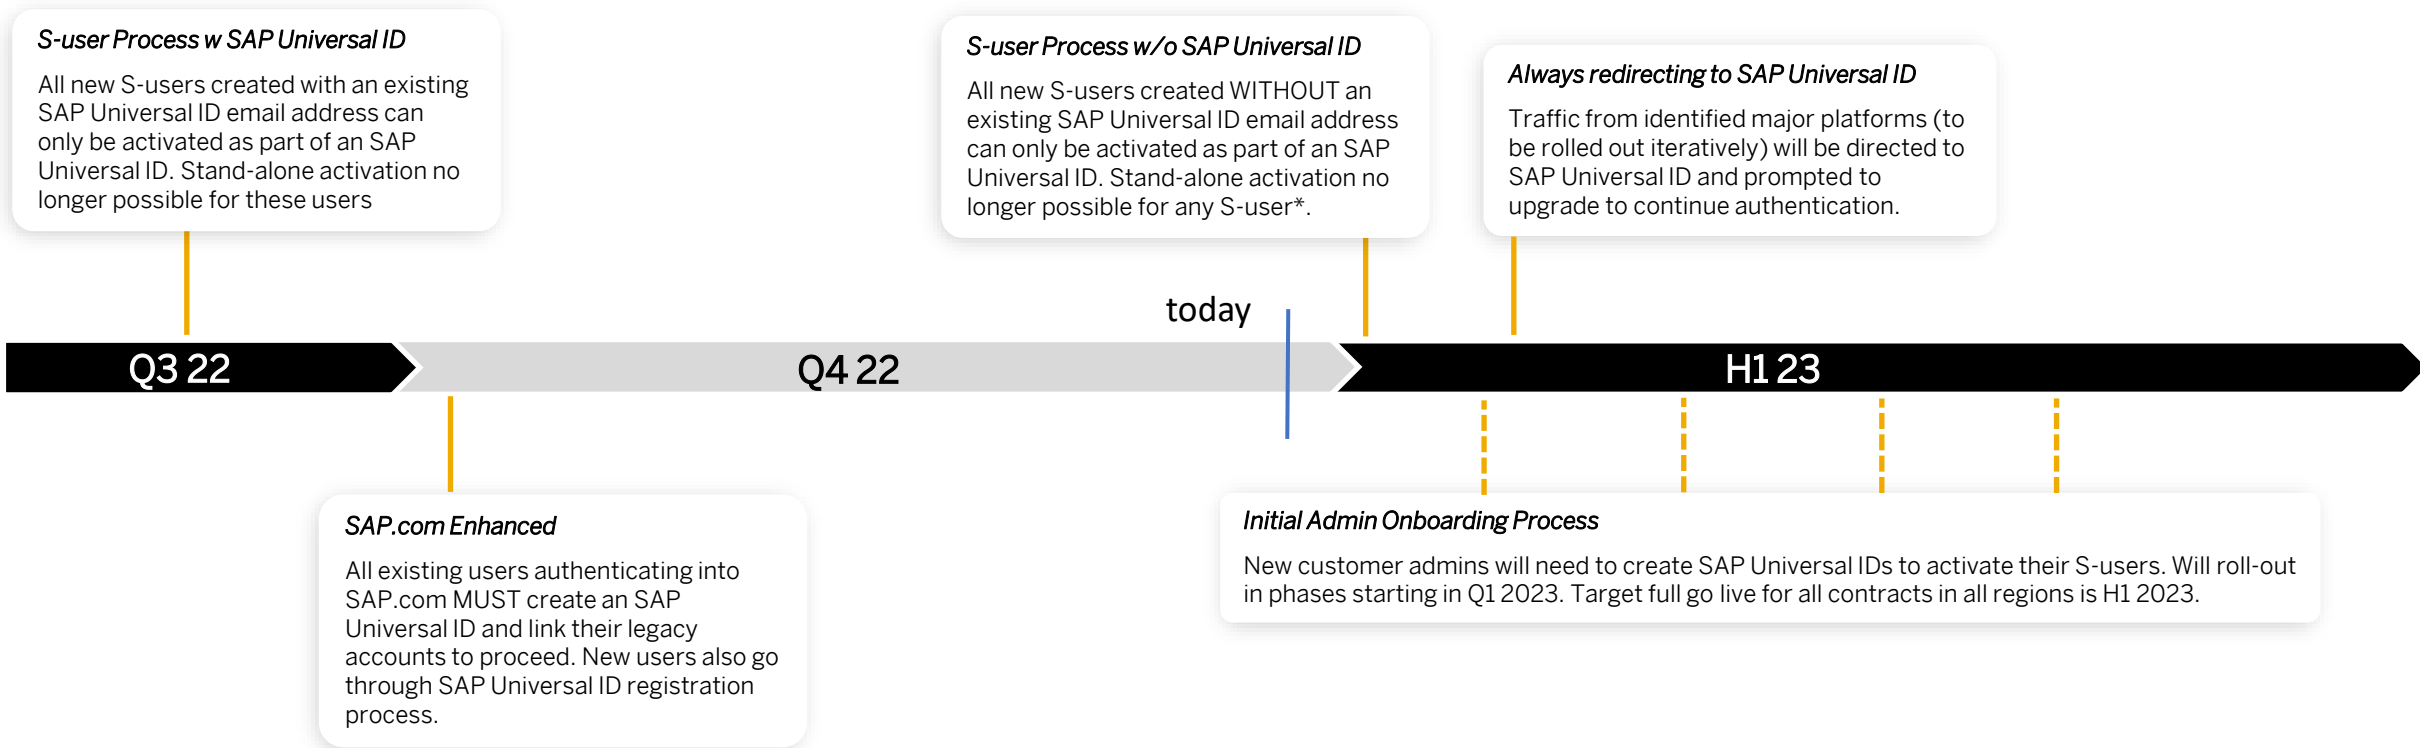 S-user Process w SAP Universal ID
All new S-users created with an existing
SAP Universal ID email address can
only be activated as part of an SAP
Universal ID. Stand-alone activation no
longer possible for these users
S-user Process w/o SAP Universal ID
All new S-users created WITHOUT an
existing SAP Universal ID email address
can only be activated as part of an SAP
Universal ID. Stand-alone activation no
longer possible for any S-user*.
Always redirecting to SAP Universal ID
Traffic from identified major platforms (to
be rolled out iteratively) will be directed to
SAP Universal ID and prompted to
upgrade to continue authentication.
today
Q3 22
Q4 22
H1 23
SAP.com Enhanced
All existing users authenticating into
SAP.com MUST create an SAP
Universal ID and link their legacy
accounts to proceed. New users also go
through SAP Universal ID registration
process.
Initial Admin Onboarding Process
New customer admins will need to create SAP Universal IDs to activate their S-users. Will roll-out
in phases starting in Q1 2023. Target full go live for all contracts in all regions is H1 2023.